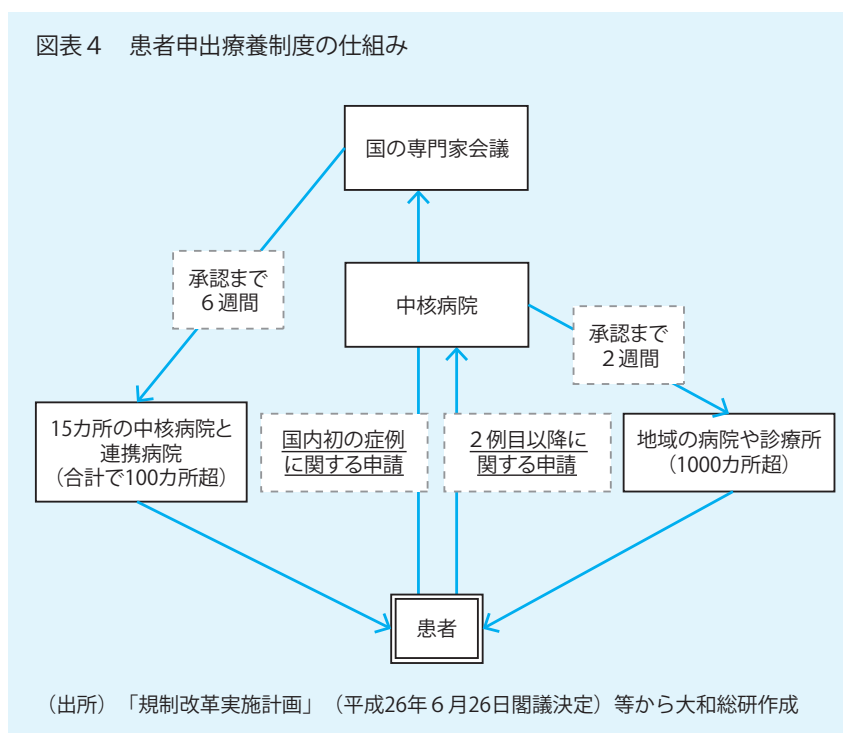 図表4　患者申出療養制度の仕組み
国の専門家会議
承認まで
6週間
中核病院
承認まで
2週間
15カ所の中核病院と
連携病院
（合計で100カ所超）
国内初の症例
に関する申請
2例目以降に
関する申請
地域の病院や診療所
（1000カ所超）
患者
（出所）「規制改革実施計画」（平成26年6月26日閣議決定）等から大和総研作成